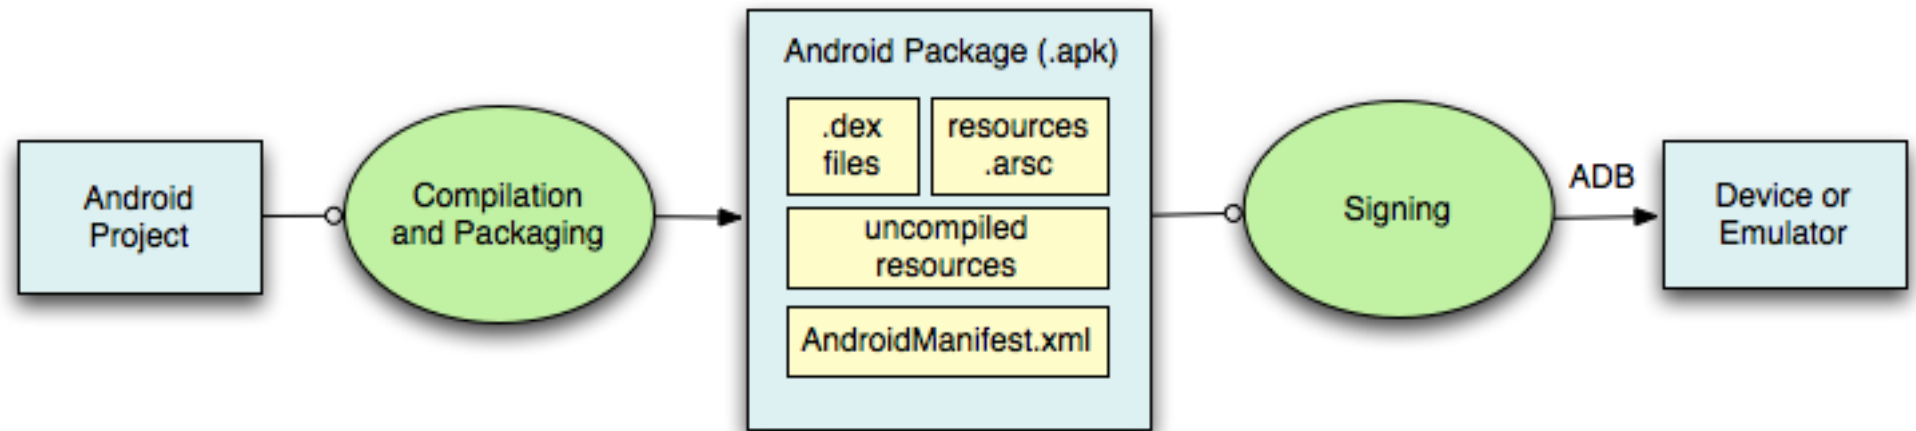 Android
Project
Compilation
and Packaging
Android Package (.apk)
.dex
files
resources
.arsc
uncompiled
resources
AndroidManifest.xml
Signing
ADB
Device or
Emulator